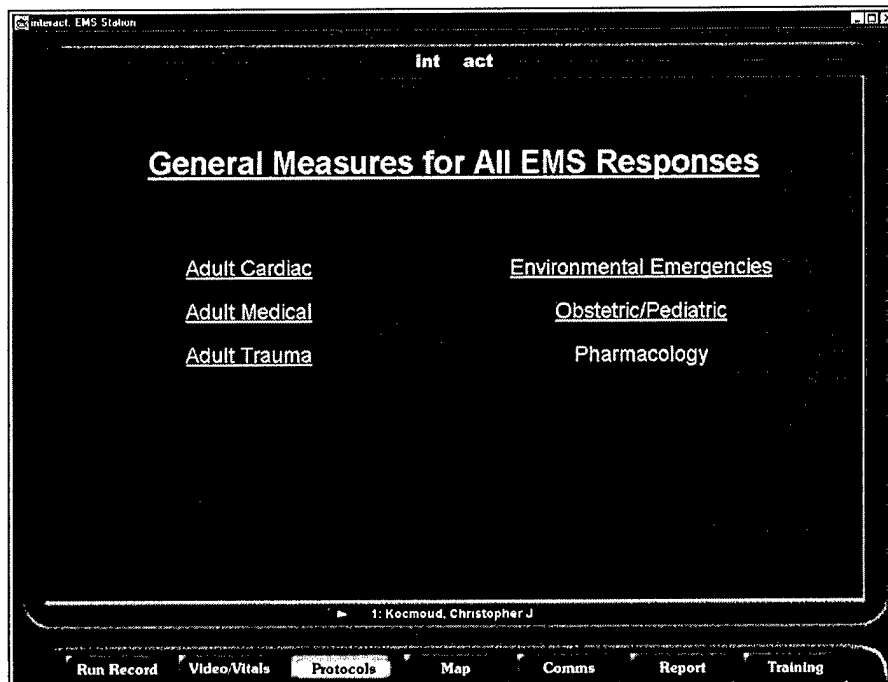 interact. EMS Station
int act
General Measures for All EMS Responses
Adult Cardiac
Environmental Emergencies
Adult Medical
Obstetric/Pediatric
Adult Trauma
Pharmacology
1: Kocmoud, Christopher J
Run Record Video/Vitals Protocols Map Comms Report Training